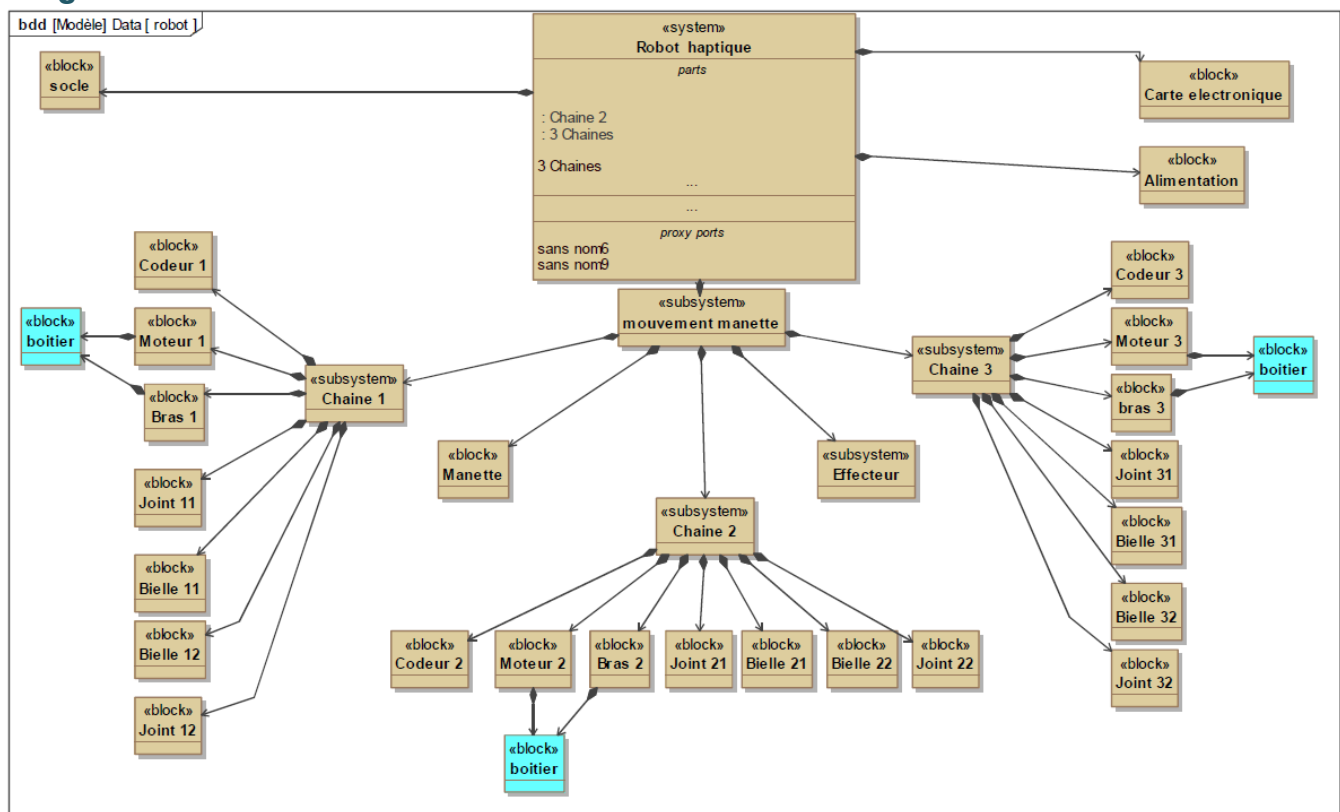 bdd [Modèle] Data [ robot ]
«system»
Robot haptique
parts
: Chaine 2
: 3 Chaines
3 Chaines
...
...
proxy ports
sans nom6
sans nom9
«block»
socle
«block»
Carte electronique
«block»
Alimentation
«subsystem»
mouvement manette
«block»
Codeur 1
«block»
boitier
«block»
Moteur 1
«block»
Bras 1
«subsystem»
Chaine 1
«block»
Joint 11
«block»
Bielle 11
«block»
Bielle 12
«block»
Joint 12
«block»
Manette
«subsystem»
Effecteur
«subsystem»
Chaine 2
«block»
Codeur 2
«block»
Moteur 2
«block»
Bras 2
«block»
Joint 21
«block»
Bielle 21
«block»
Bielle 22
«block»
Joint 22
«block»
boitier
«subsystem»
Chaine 3
«block»
Codeur 3
«block»
Moteur 3
«block»
boitier
«block»
bras 3
«block»
Joint 31
«block»
Bielle 31
«block»
Bielle 32
«block»
Joint 32